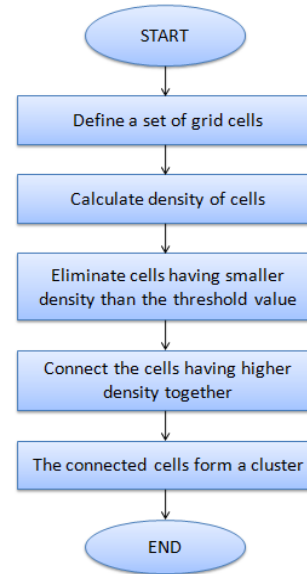 START
Define a set of grid cells
Calculate density of cells
Eliminate cells having smaller
density than the threshold value
Connect the cells having higher
density together
The connected cells form a cluster
END